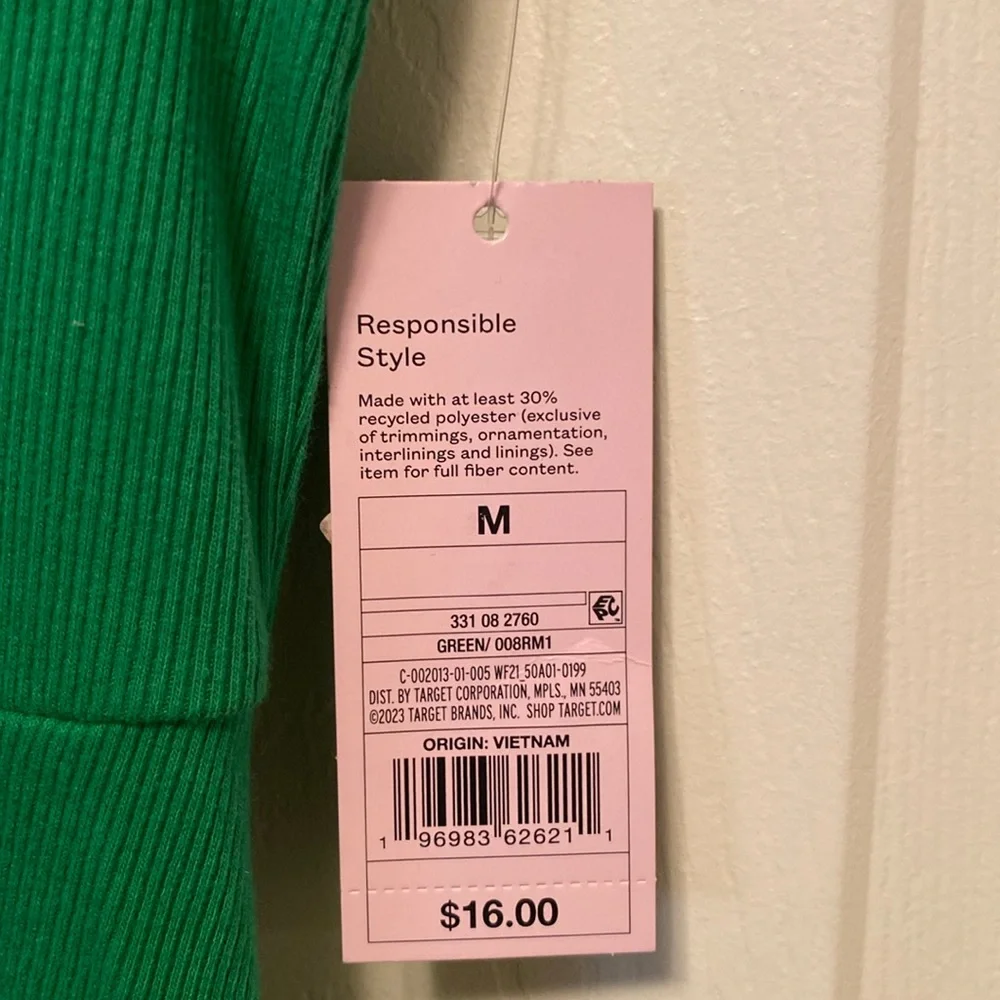 Responsible
Style
Made with at least 30%
recycled polyester (exclusive
of trimmings, ornamentation,
interlinings and linings). See
item for full fiber content.
M
EPC
331 08 2760
GREEN/ 008RM1
C-002013-01-005 WF21_50A01-0199
DIST. BY TARGET CORPORATION, MPLS., MN 55403
©2023 TARGET BRANDS, INC. SHOP TARGET.COM
ORIGIN: VIETNAM
1 96983 62621 1
$16.00